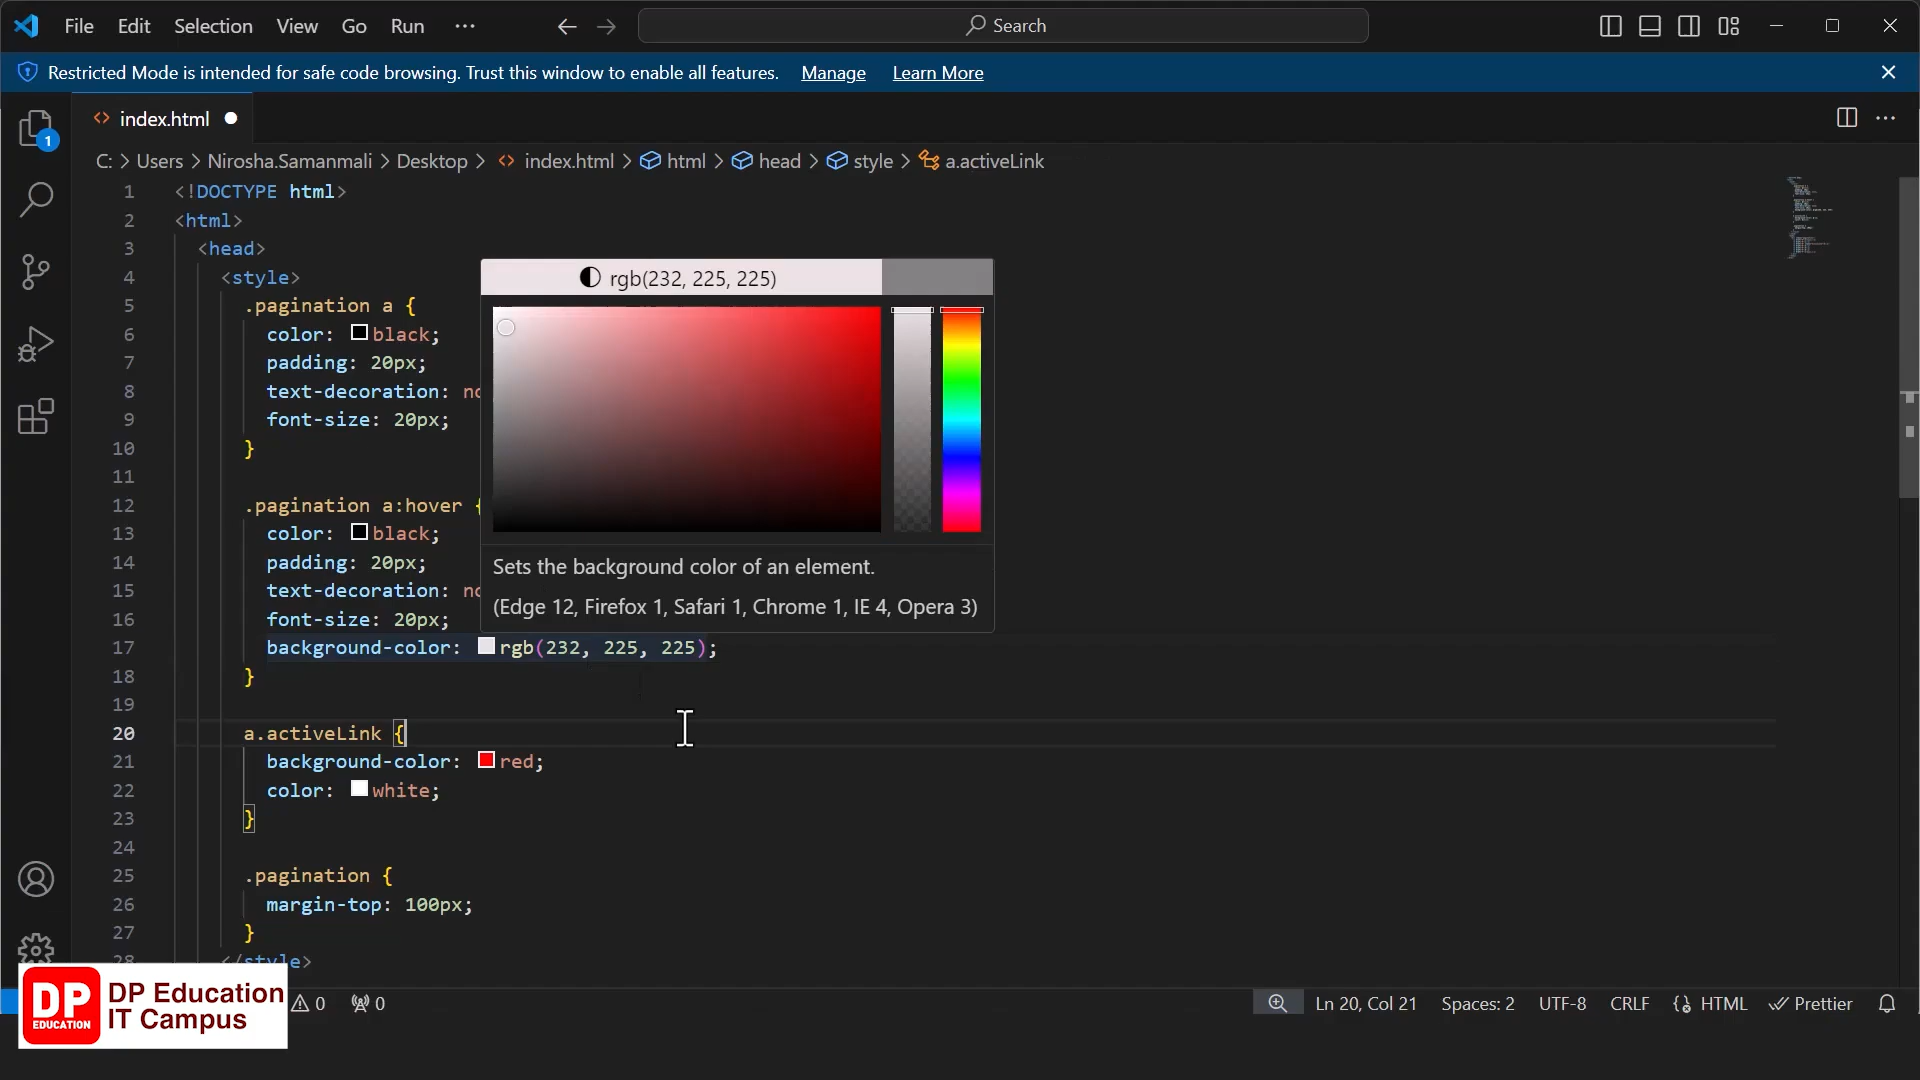 File Edit Selection View Go Run ··· Search
Restricted Mode is intended for safe code browsing. Trust this window to enable all features. Manage Learn More
1
index.html
C: > Users > Nirosha.Samanmali > Desktop > index.html > html > head > style > a.activeLink
1 <!DOCTYPE html>
2 <html>
3 <head>
4 <style>
5 .pagination a {
6 color: black;
7 padding: 20px;
8 text-decoration: no
9 font-size: 20px;
10 }
11
12 .pagination a:hover {
13 color: black;
14 padding: 20px;
15 text-decoration: no
16 font-size: 20px;
17 background-color: rgb(232, 225, 225);
18 }
19
20 a.activeLink {
21 background-color: red;
22 color: white;
23 }
24
25 .pagination {
26 margin-top: 100px;
27 }
28 </style>
rgb(232, 225, 225)
Sets the background color of an element.
(Edge 12, Firefox 1, Safari 1, Chrome 1, IE 4, Opera 3)
DP EDUCATION
DP Education
IT Campus
0 0 Ln 20, Col 21 Spaces: 2 UTF-8 CRLF HTML Prettier